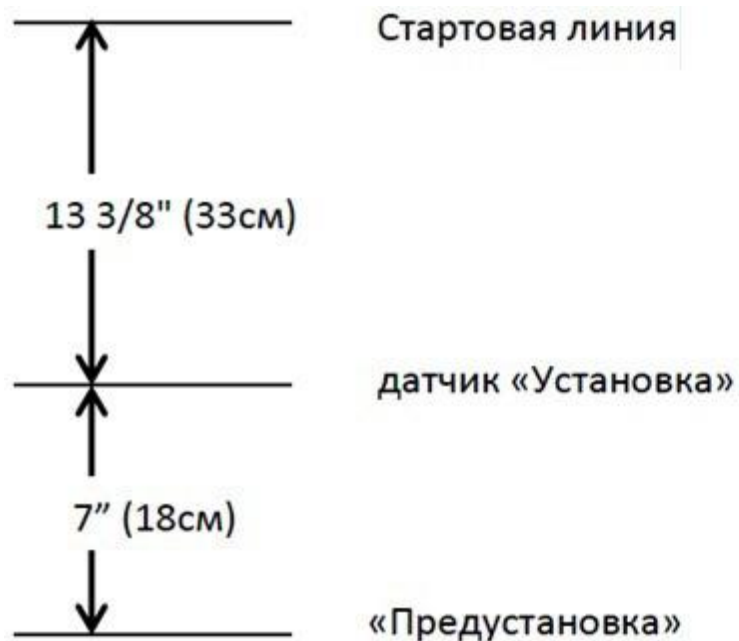 Стартовая линия
13 3/8" (33см)
датчик «Установка»
7” (18см)
«Предустановка»